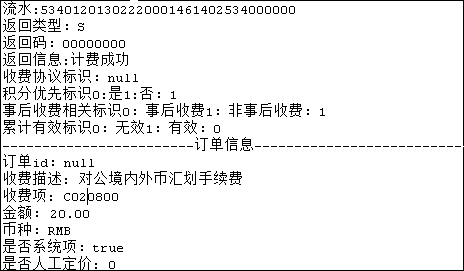 流水:53401201302220001461402534000000
返回类型: S
返回码: 00000000
返回信息:计费成功
收费协议标识: null
积分优先标识0:是1:否: 1
事后收费相关标识0: 事后收费1: 非事后收费: 1
累计有效标识0: 无效1: 有效: 0
----------------------订单信息----------------------------
订单id: null
收费描述: 对公境内外币汇划手续费
收费项: C020800
金额: 20.00
币种: RMB
是否系统项: true
是否人工定价: 0